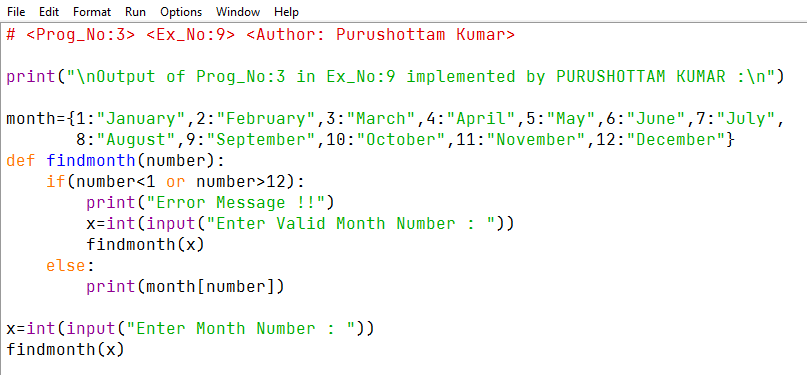 File Edit Format Run Options Window Help
# <Prog_No:3> <Ex_No:9> <Author: Purushottam Kumar>
print("\nOutput of Prog_No:3 in Ex_No:9 implemented by PURUSHOTTAM KUMAR :\n")
month={1:"January",2:"February",3:"March",4:"April",5:"May",6:"June",7:"July",
       8:"August",9:"September",10:"October",11:"November",12:"December"}
def findmonth(number):
    if(number<1 or number>12):
        print("Error Message !!")
        x=int(input("Enter Valid Month Number : "))
        findmonth(x)
    else:
        print(month[number])
x=int(input("Enter Month Number : "))
findmonth(x)